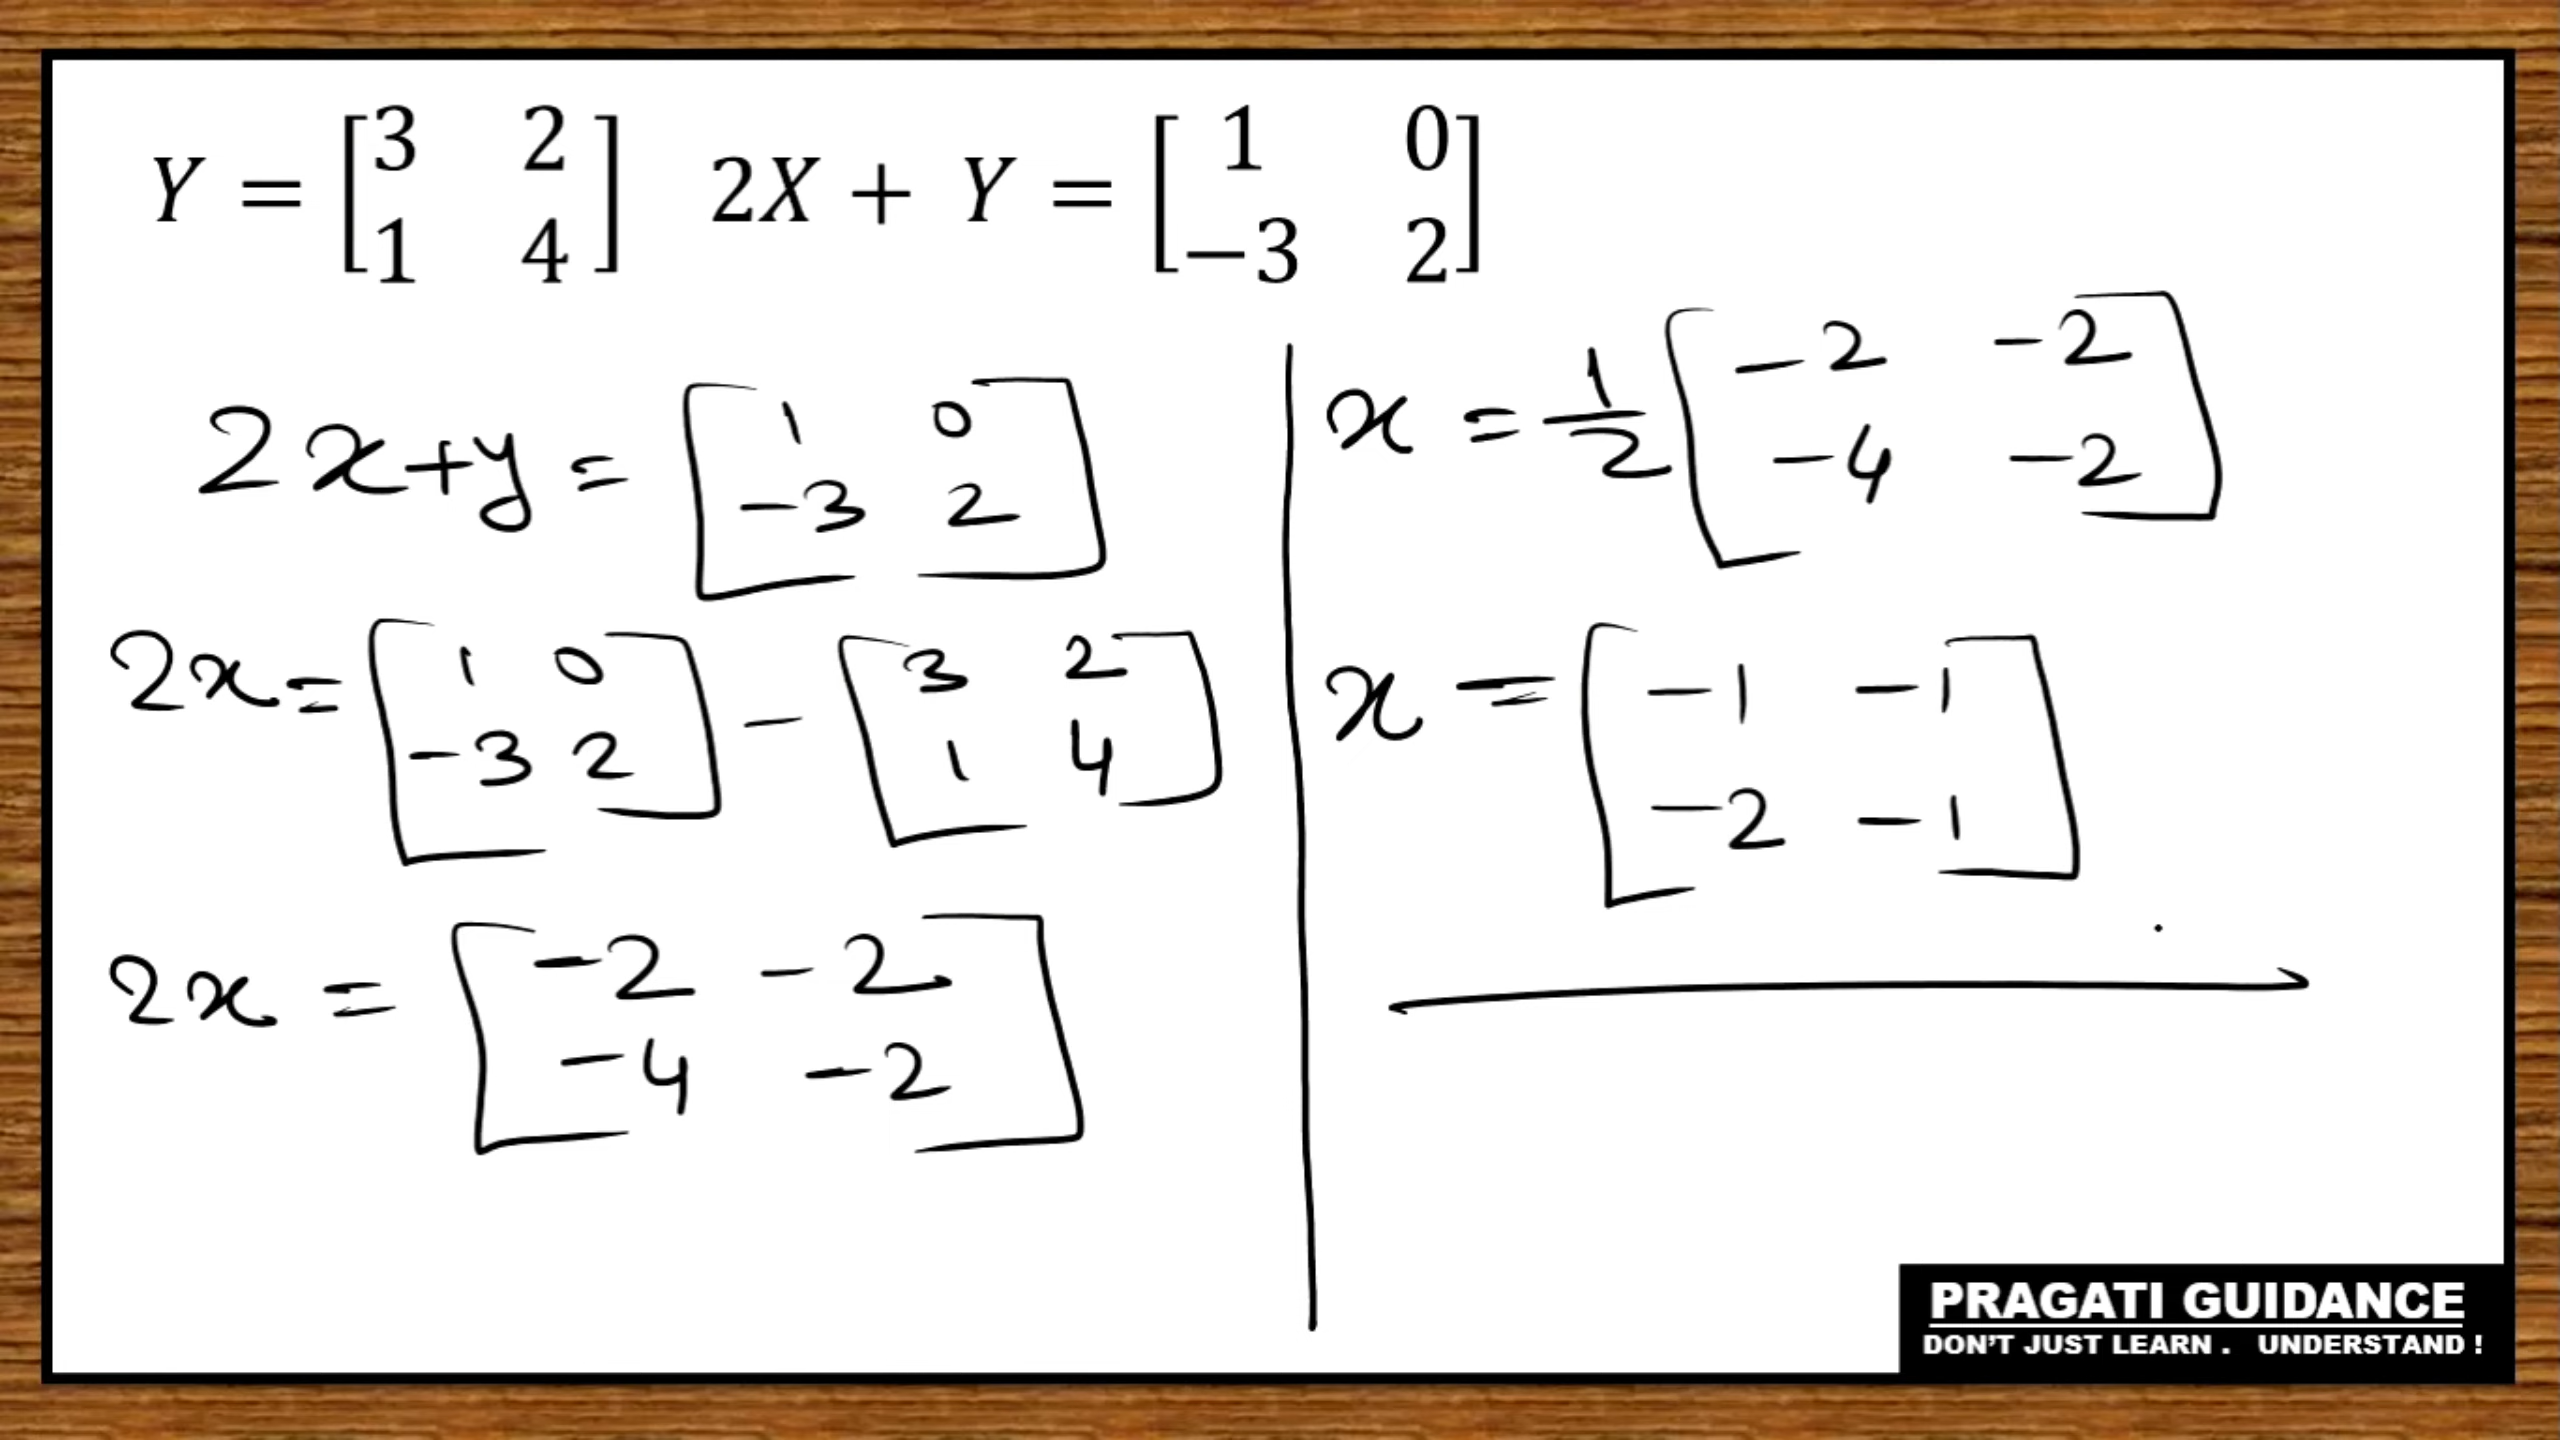 Y = [3 2 1 4] 2X + Y = [1 0 −3 2]
2x+y = [1 0 -3 2]
2x = [1 0 -3 2] - [3 2 1 4]
2x = [-2 -2 -4 -2]
x = 1/2 [-2 -2 -4 -2]
x = [-1 -1 -2 -1]
PRAGATI GUIDANCE
DON'T JUST LEARN . UNDERSTAND !